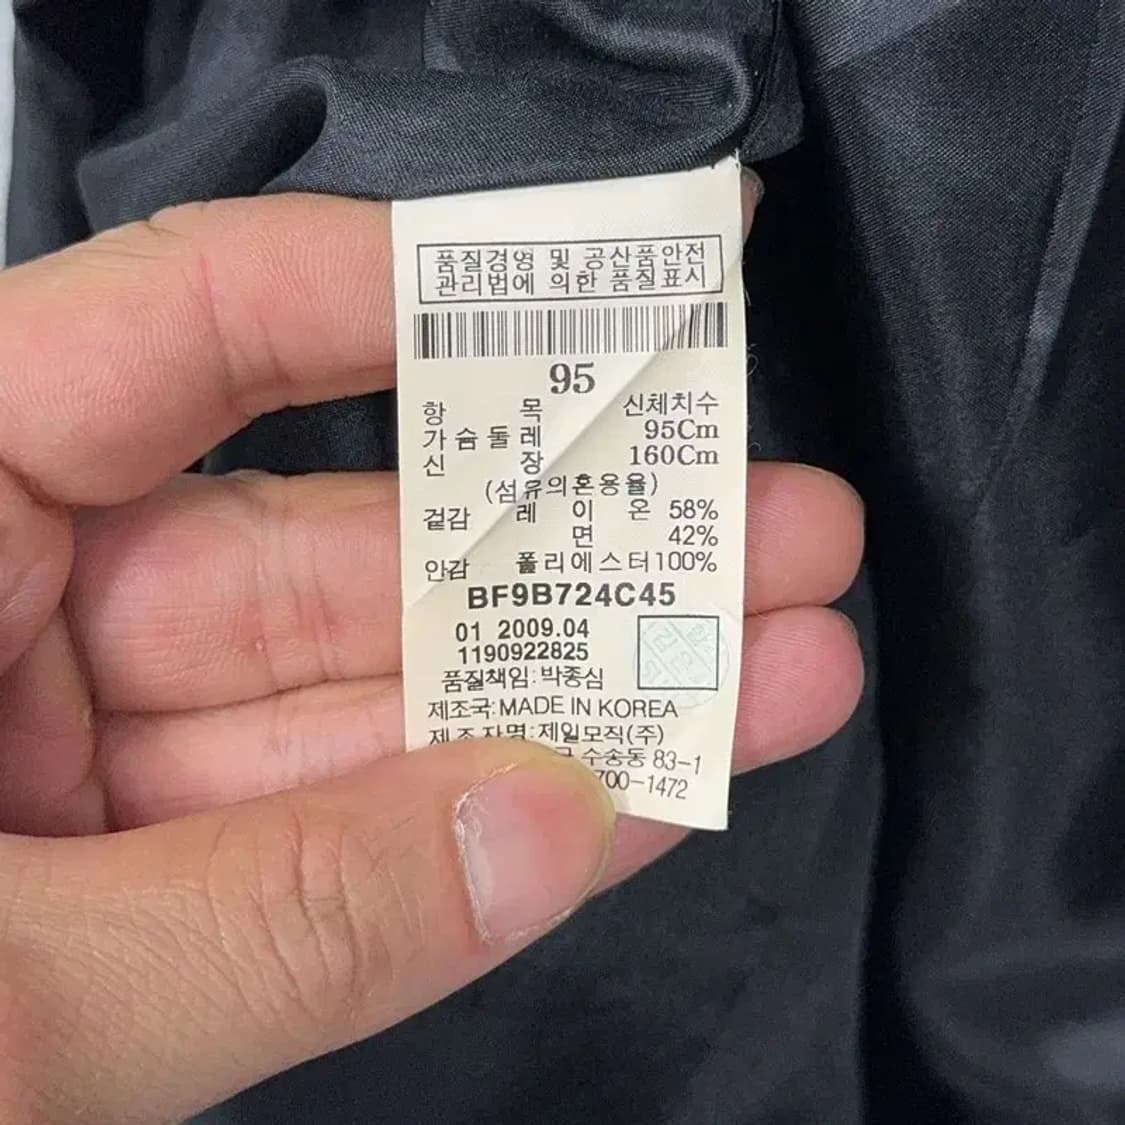 품질경영 및 공산품안전
관리법에 의한 품질표시
95
항 목 신체치수
가슴둘레 95Cm
신 장 160Cm
(섬유의혼용율)
겉감 레 이 온 58%
면 42%
안감 폴리에스터100%
BF9B724C45
01 2009.04
1190922825
품질책임:박종심
제조국:MADE IN KOREA
제조자명:제일모직(주)
수송동 83-1
700-1472